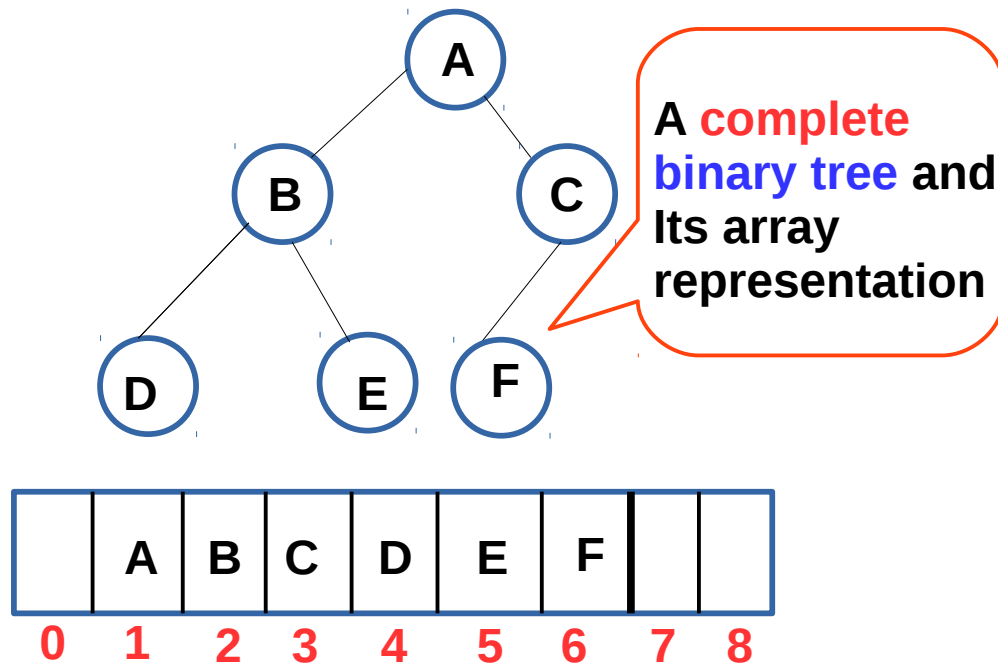 A
B
C
A complete
binary tree and
Its array
representation
D
E
F
A B C D E F
0 1 2 3 4 5 6 7 8